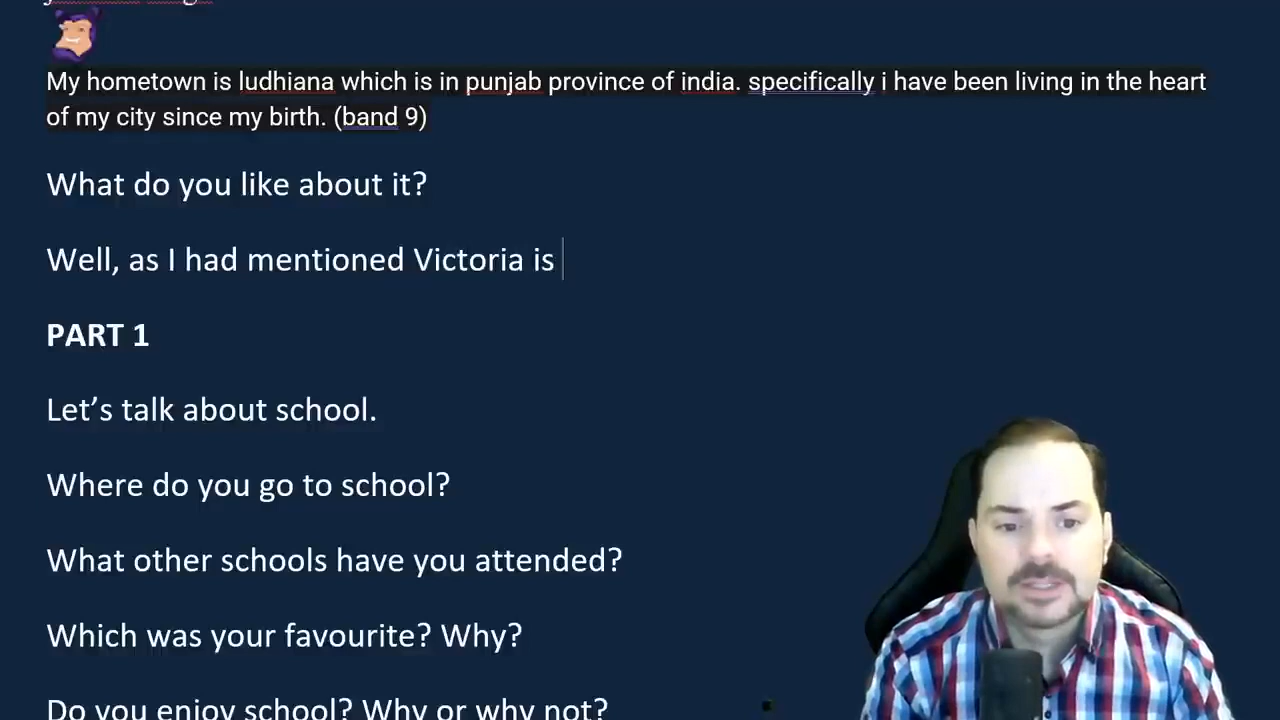 My hometown is ludhiana which is in punjab province of india. specifically i have been living in the heart
of my city since my birth. (band 9)
What do you like about it?
Well, as I had mentioned Victoria is
PART 1
Let’s talk about school.
Where do you go to school?
What other schools have you attended?
Which was your favourite? Why?
Do you enjoy school? Why or why not?